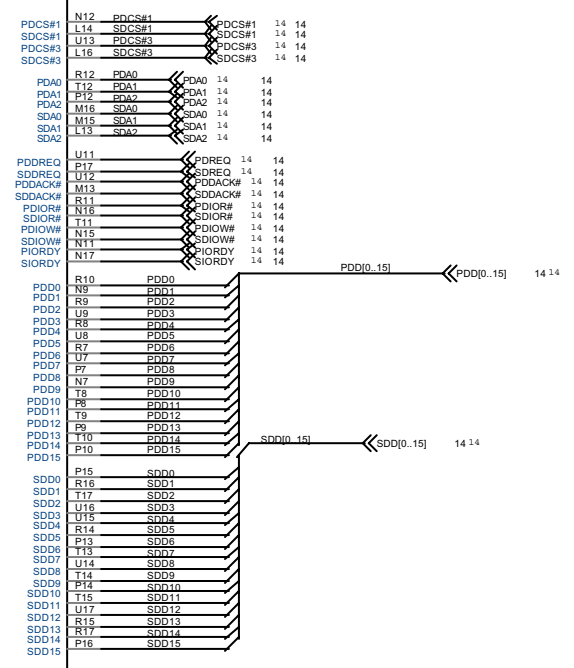 PDCS#1 N12 PDCS#1 PDCS#1 14 14
SDCS#1 L14 SDCS#1 SDCS#1 14 14
PDCS#3 U13 PDCS#3 PDCS#3 14 14
SDCS#3 L16 SDCS#3 SDCS#3 14 14
PDA0 R12 PDA0 PDA0 14 14
PDA1 T12 PDA1 PDA1 14 14
PDA2 P12 PDA2 PDA2 14 14
SDA0 M16 SDA0 SDA0 14 14
SDA1 M15 SDA1 SDA1 14 14
SDA2 L13 SDA2 SDA2 14 14
PDDREQ U11 PDREQ 14 14
SDDREQ P17 SDREQ 14 14
PDDACK# U12 PDDACK# 14 14
SDDACK# M13 SDDACK# 14 14
PDIOR# R11 PDIOR# 14 14
SDIOR# N16 SDIOR# 14 14
PDIOW# T11 PDIOW# 14 14
SDIOW# N15 SDIOW# 14 14
PIORDY N11 PIORDY 14 14
SIORDY N17 SIORDY 14 14
PDD[0..15] PDD[0..15] 14 14
PDD0 R10 PDD0
PDD1 N9 PDD1
PDD2 R9 PDD2
PDD3 U9 PDD3
PDD4 R8 PDD4
PDD5 U8 PDD5
PDD6 R7 PDD6
PDD7 U7 PDD7
PDD8 P7 PDD8
PDD9 N7 PDD9
PDD10 T8 PDD10
PDD11 P8 PDD11
PDD12 T9 PDD12
PDD13 P9 PDD13
PDD14 T10 PDD14
PDD15 P10 PDD15
SDD[0..15] SDD[0..15] 14 14
SDD0 P15 SDD0
SDD1 R16 SDD1
SDD2 T17 SDD2
SDD3 U16 SDD3
SDD4 U15 SDD4
SDD5 R14 SDD5
SDD6 P13 SDD6
SDD7 T13 SDD7
SDD8 U14 SDD8
SDD9 T14 SDD9
SDD10 P14 SDD10
SDD11 T15 SDD11
SDD12 U17 SDD12
SDD13 R15 SDD13
SDD14 R17 SDD14
SDD15 P16 SDD15